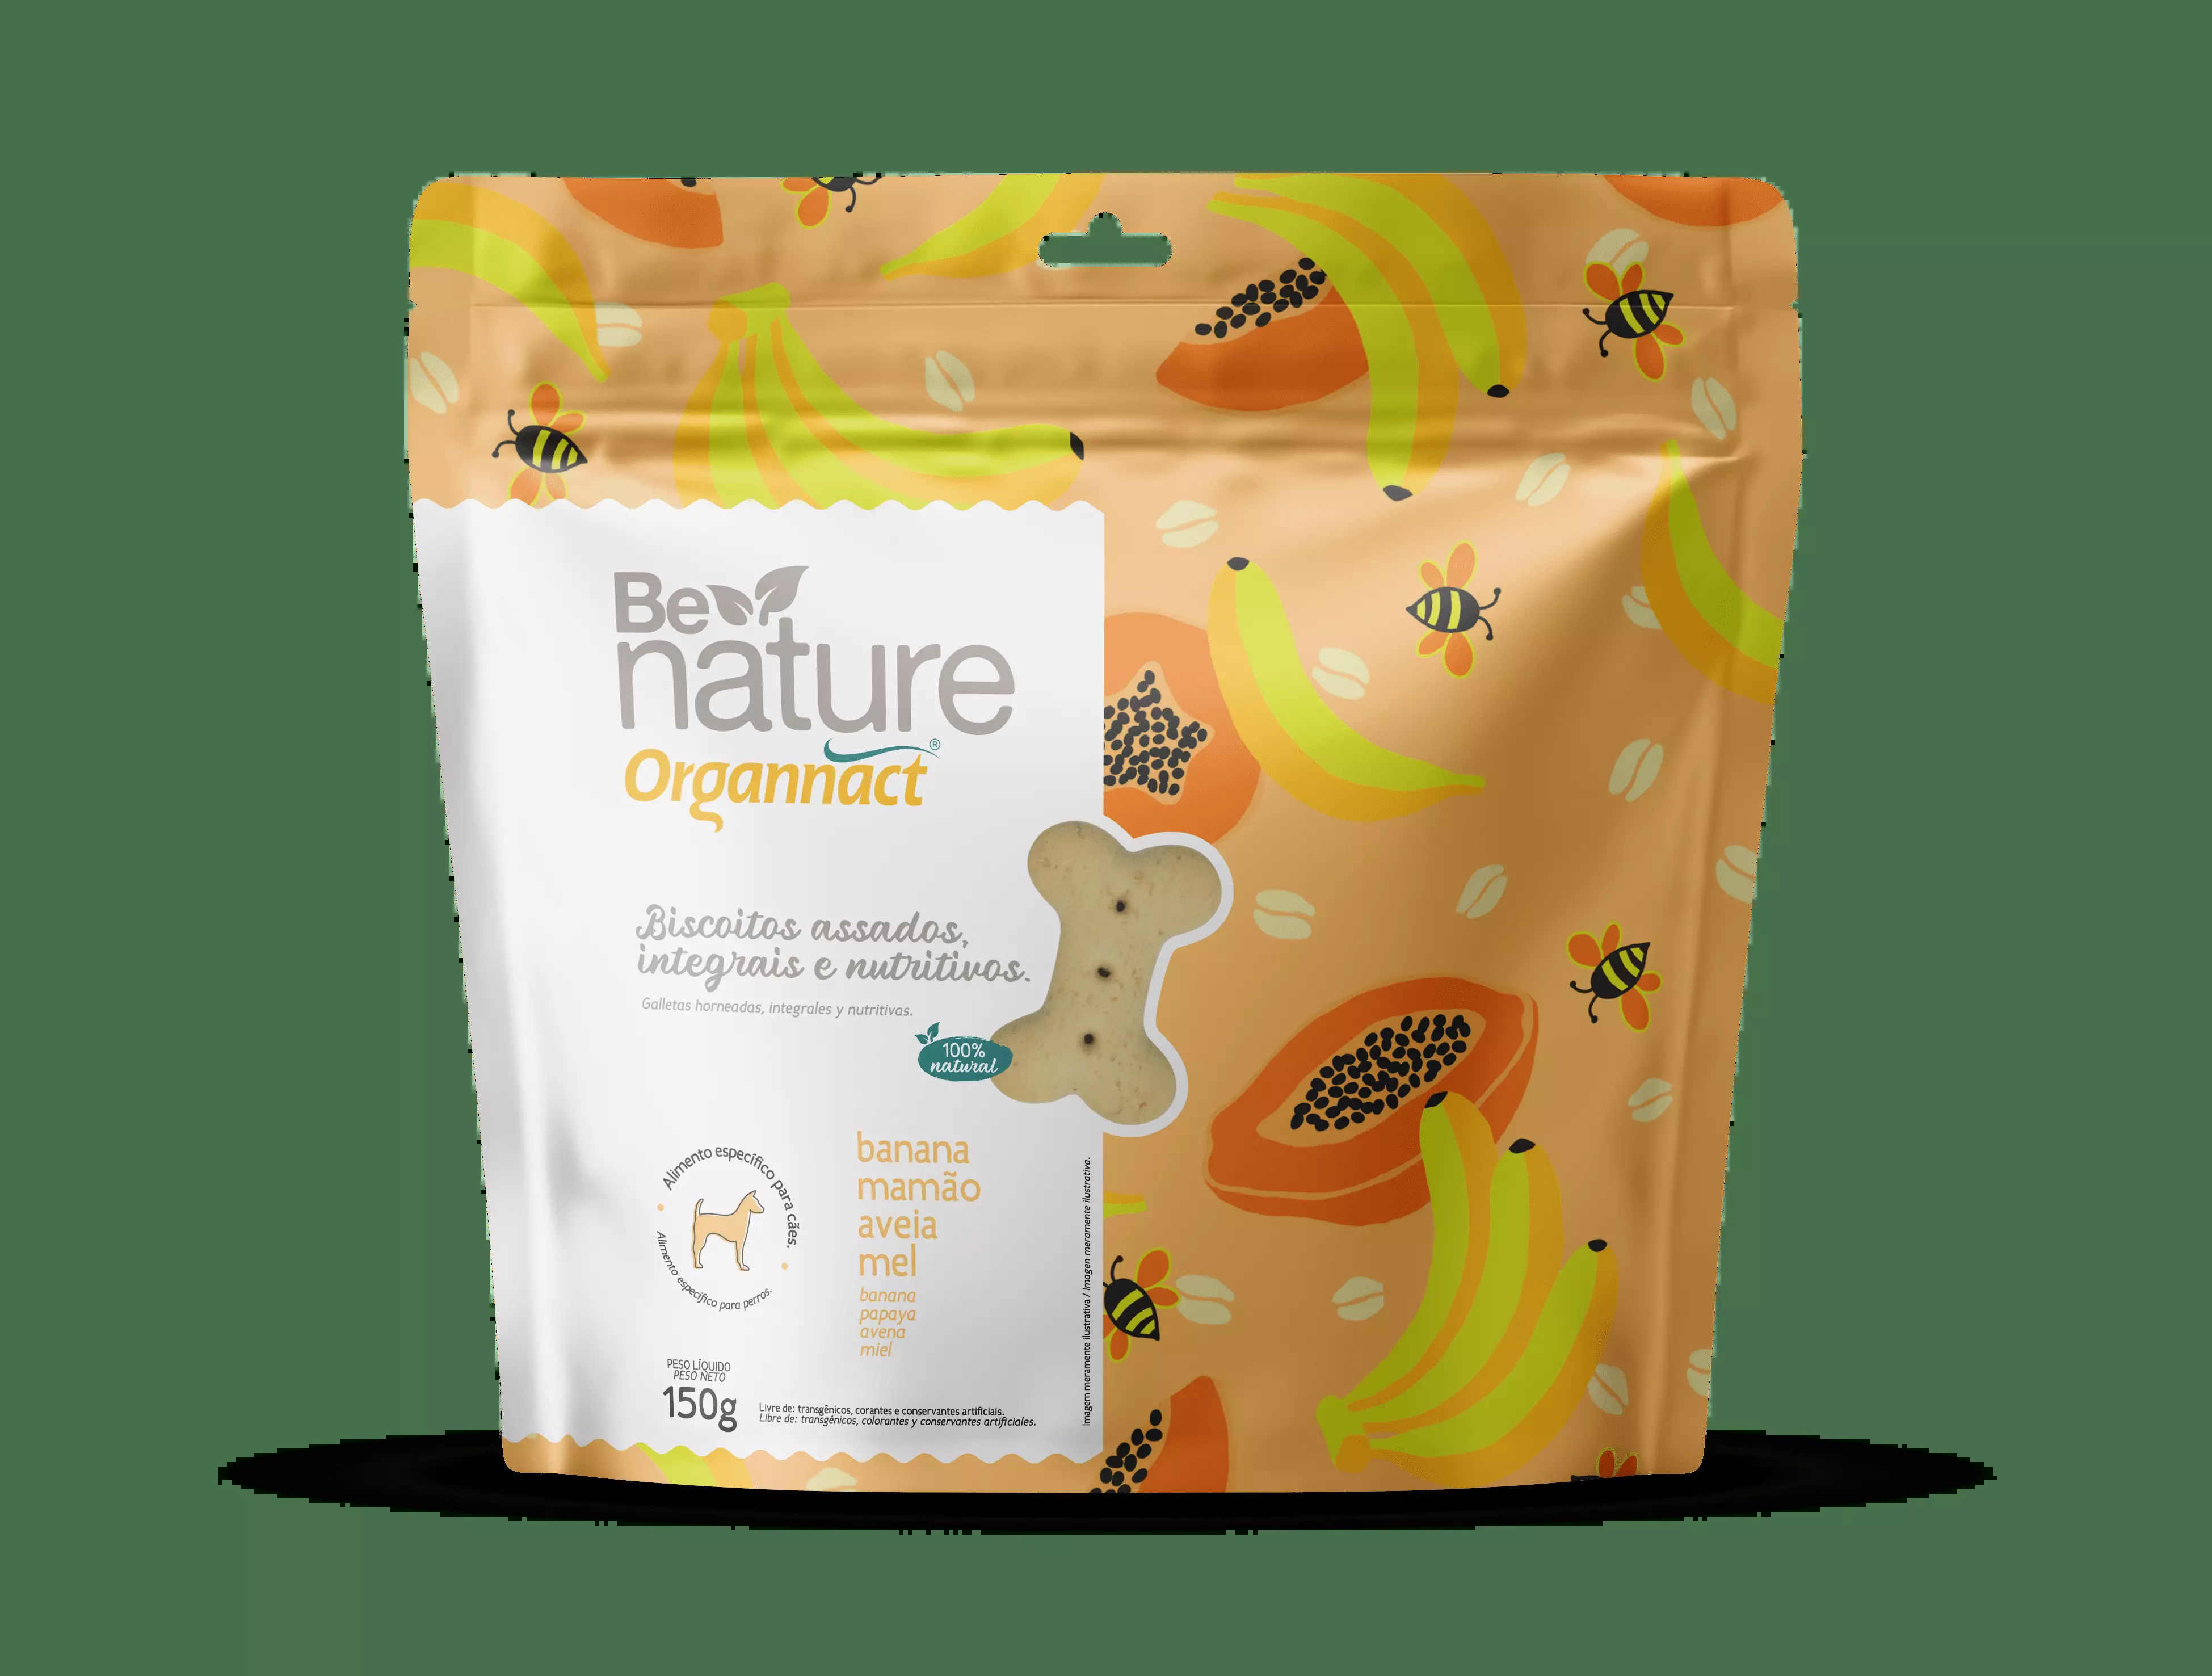 Be
nature
Organnact®
Biscoitos assados,
integrais e nutritivos.
Galletas horneadas, integrales y nutritivas.
100%
natural
Alimento específico para cães.
Alimento específico para perros.
banana
mamão
aveia
mel
banana
papaya
avena
miel
PESO LÍQUIDO
PESO NETO
150g
Livre de: transgênicos, corantes e conservantes artificiais.
Libre de: transgénicos, colorantes y conservantes artificiales.
Imagem meramente ilustrativa / Imagen meramente ilustrativa.